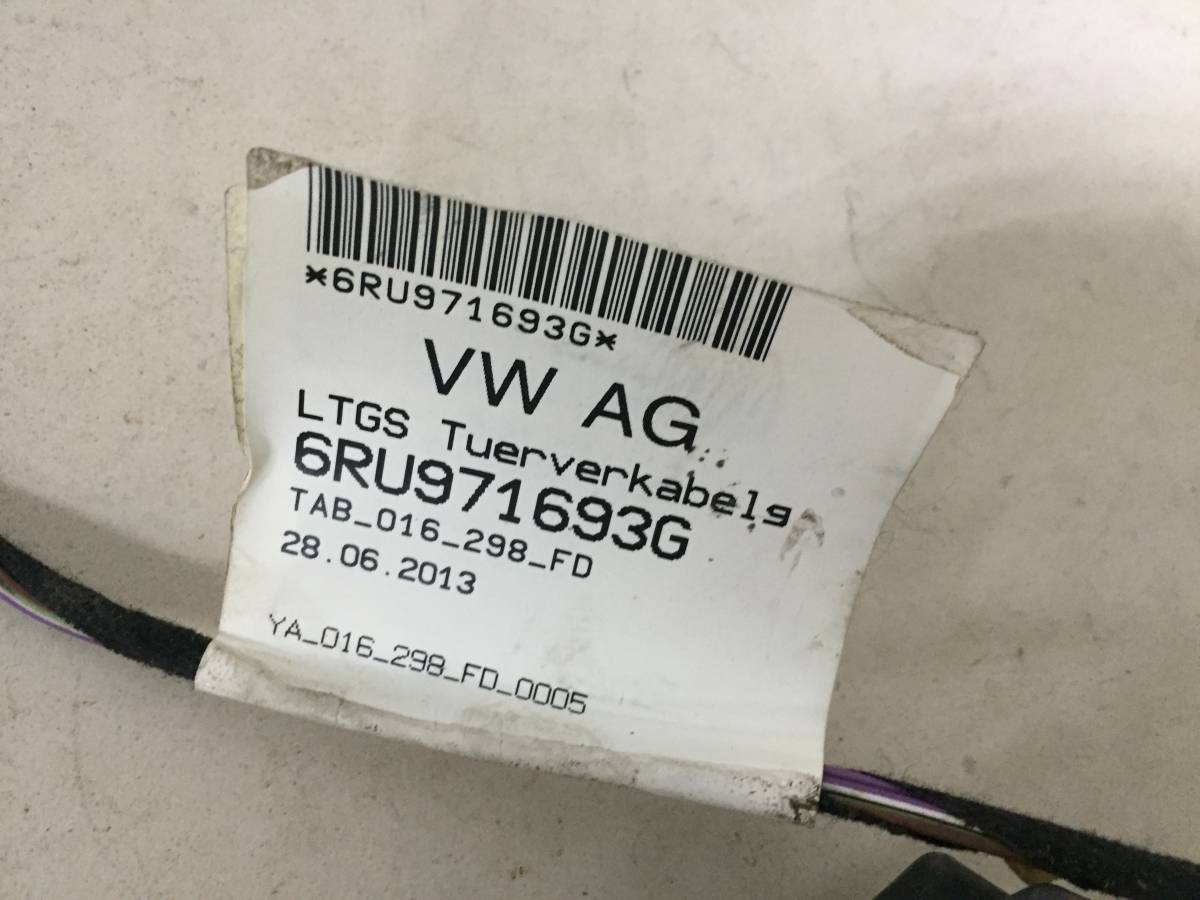 *6RU971693G*
VW AG
LTGS Tuerverkabelg
6RU971693G
TAB_016_298_FD
28.06.2013
YA_016_298_FD_0005